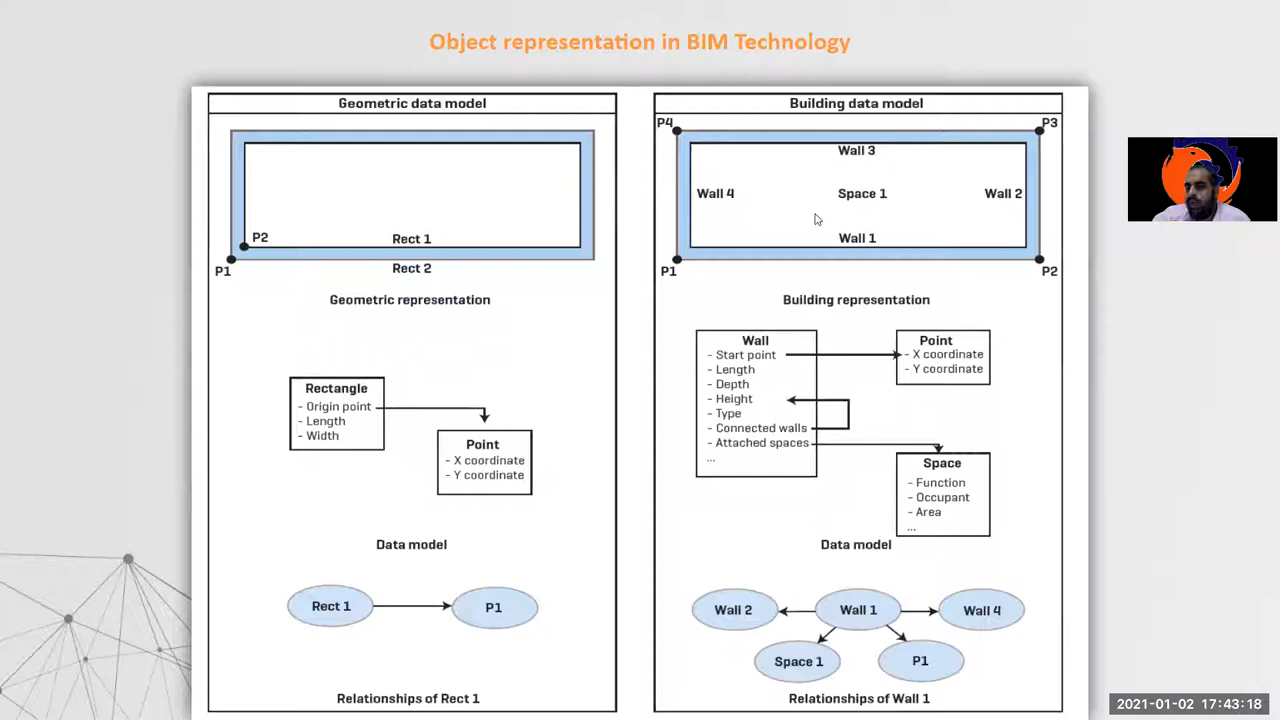 Object representation in BIM Technology
Geometric data model
P2
Rect 1
P1
Rect 2
Geometric representation
Rectangle
- Origin point
- Length
- Width
Point
- X coordinate
- Y coordinate
Data model
Rect 1
P1
Relationships of Rect 1
Building data model
P4
P3
Wall 3
Wall 4
Space 1
Wall 2
Wall 1
P1
P2
Building representation
Wall
- Start point
- Length
- Depth
- Height
- Type
- Connected walls
- Attached spaces
...
Point
- X coordinate
- Y coordinate
Space
- Function
- Occupant
- Area
...
Data model
Wall 2
Wall 1
Wall 4
Space 1
P1
Relationships of Wall 1
2021-01-02 17:43:18